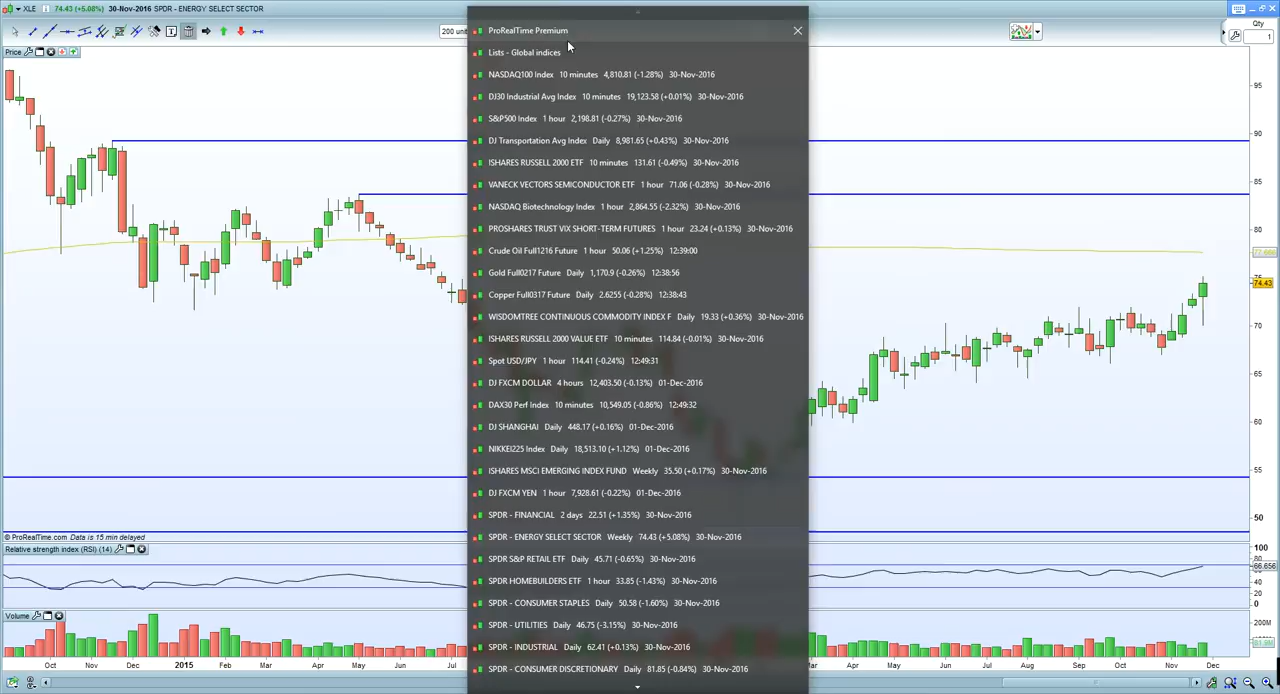 XLE 74.43 (+5.08%) 30-Nov-2016 SPDR - ENERGY SELECT SECTOR
200 uni
Qty
1
Price
ProRealTime Premium
Lists - Global indices
NASDAQ100 Index 10 minutes 4,810.81 (-1.28%) 30-Nov-2016
DJ30 Industrial Avg Index 10 minutes 19,123.58 (+0.01%) 30-Nov-2016
S&P500 Index 1 hour 2,198.81 (-0.27%) 30-Nov-2016
DJ Transportation Avg Index Daily 8,981.65 (+0.43%) 30-Nov-2016
ISHARES RUSSELL 2000 ETF 10 minutes 131.61 (-0.49%) 30-Nov-2016
VANECK VECTORS SEMICONDUCTOR ETF 1 hour 71.06 (-0.28%) 30-Nov-2016
NASDAQ Biotechnology Index 1 hour 2,864.55 (-2.32%) 30-Nov-2016
PROSHARES TRUST VIX SHORT-TERM FUTURES 1 hour 23.24 (+0.13%) 30-Nov-2016
Crude Oil Full1216 Future 1 hour 50.06 (+1.25%) 12:39:00
Gold Full0217 Future Daily 1,170.9 (-0.26%) 12:38:56
Copper Full0317 Future Daily 2.6255 (-0.28%) 12:38:43
WISDOMTREE CONTINUOUS COMMODITY INDEX F Daily 19.33 (+0.36%) 30-Nov-2016
ISHARES RUSSELL 2000 VALUE ETF 10 minutes 114.84 (-0.01%) 30-Nov-2016
Spot USD/JPY 1 hour 114.41 (-0.24%) 12:49:31
DJ FXCM DOLLAR 4 hours 12,403.50 (-0.13%) 01-Dec-2016
DAX30 Perf Index 10 minutes 10,549.05 (-0.86%) 12:49:32
DJ SHANGHAI Daily 448.17 (+0.16%) 01-Dec-2016
NIKKEI225 Index Daily 18,513.10 (+1.12%) 01-Dec-2016
ISHARES MSCI EMERGING INDEX FUND Weekly 35.50 (+0.17%) 30-Nov-2016
DJ FXCM YEN 1 hour 7,928.61 (-0.22%) 01-Dec-2016
SPDR - FINANCIAL 2 days 22.51 (+1.35%) 30-Nov-2016
SPDR - ENERGY SELECT SECTOR Weekly 74.43 (+5.08%) 30-Nov-2016
SPDR S&P RETAIL ETF Daily 45.71 (-0.65%) 30-Nov-2016
SPDR HOMEBUILDERS ETF 1 hour 33.85 (-1.43%) 30-Nov-2016
SPDR - CONSUMER STAPLES Daily 50.58 (-1.60%) 30-Nov-2016
SPDR - UTILITIES Daily 46.75 (-3.15%) 30-Nov-2016
SPDR - INDUSTRIAL Daily 62.41 (+0.13%) 30-Nov-2016
SPDR - CONSUMER DISCRETIONARY Daily 81.85 (-0.84%) 30-Nov-2016
95
90
85
80
75
74.43
70
65
60
55
50
© ProRealTime.com Data is 15 min delayed
Relative strength index (RSI) (14)
100
80
66.656
40
20
0
Volume
200M
Oct Nov Dec 2015 Feb Mar Apr May Jun Jul Mar Apr May Jun Jul Aug Sep Oct Nov Dec